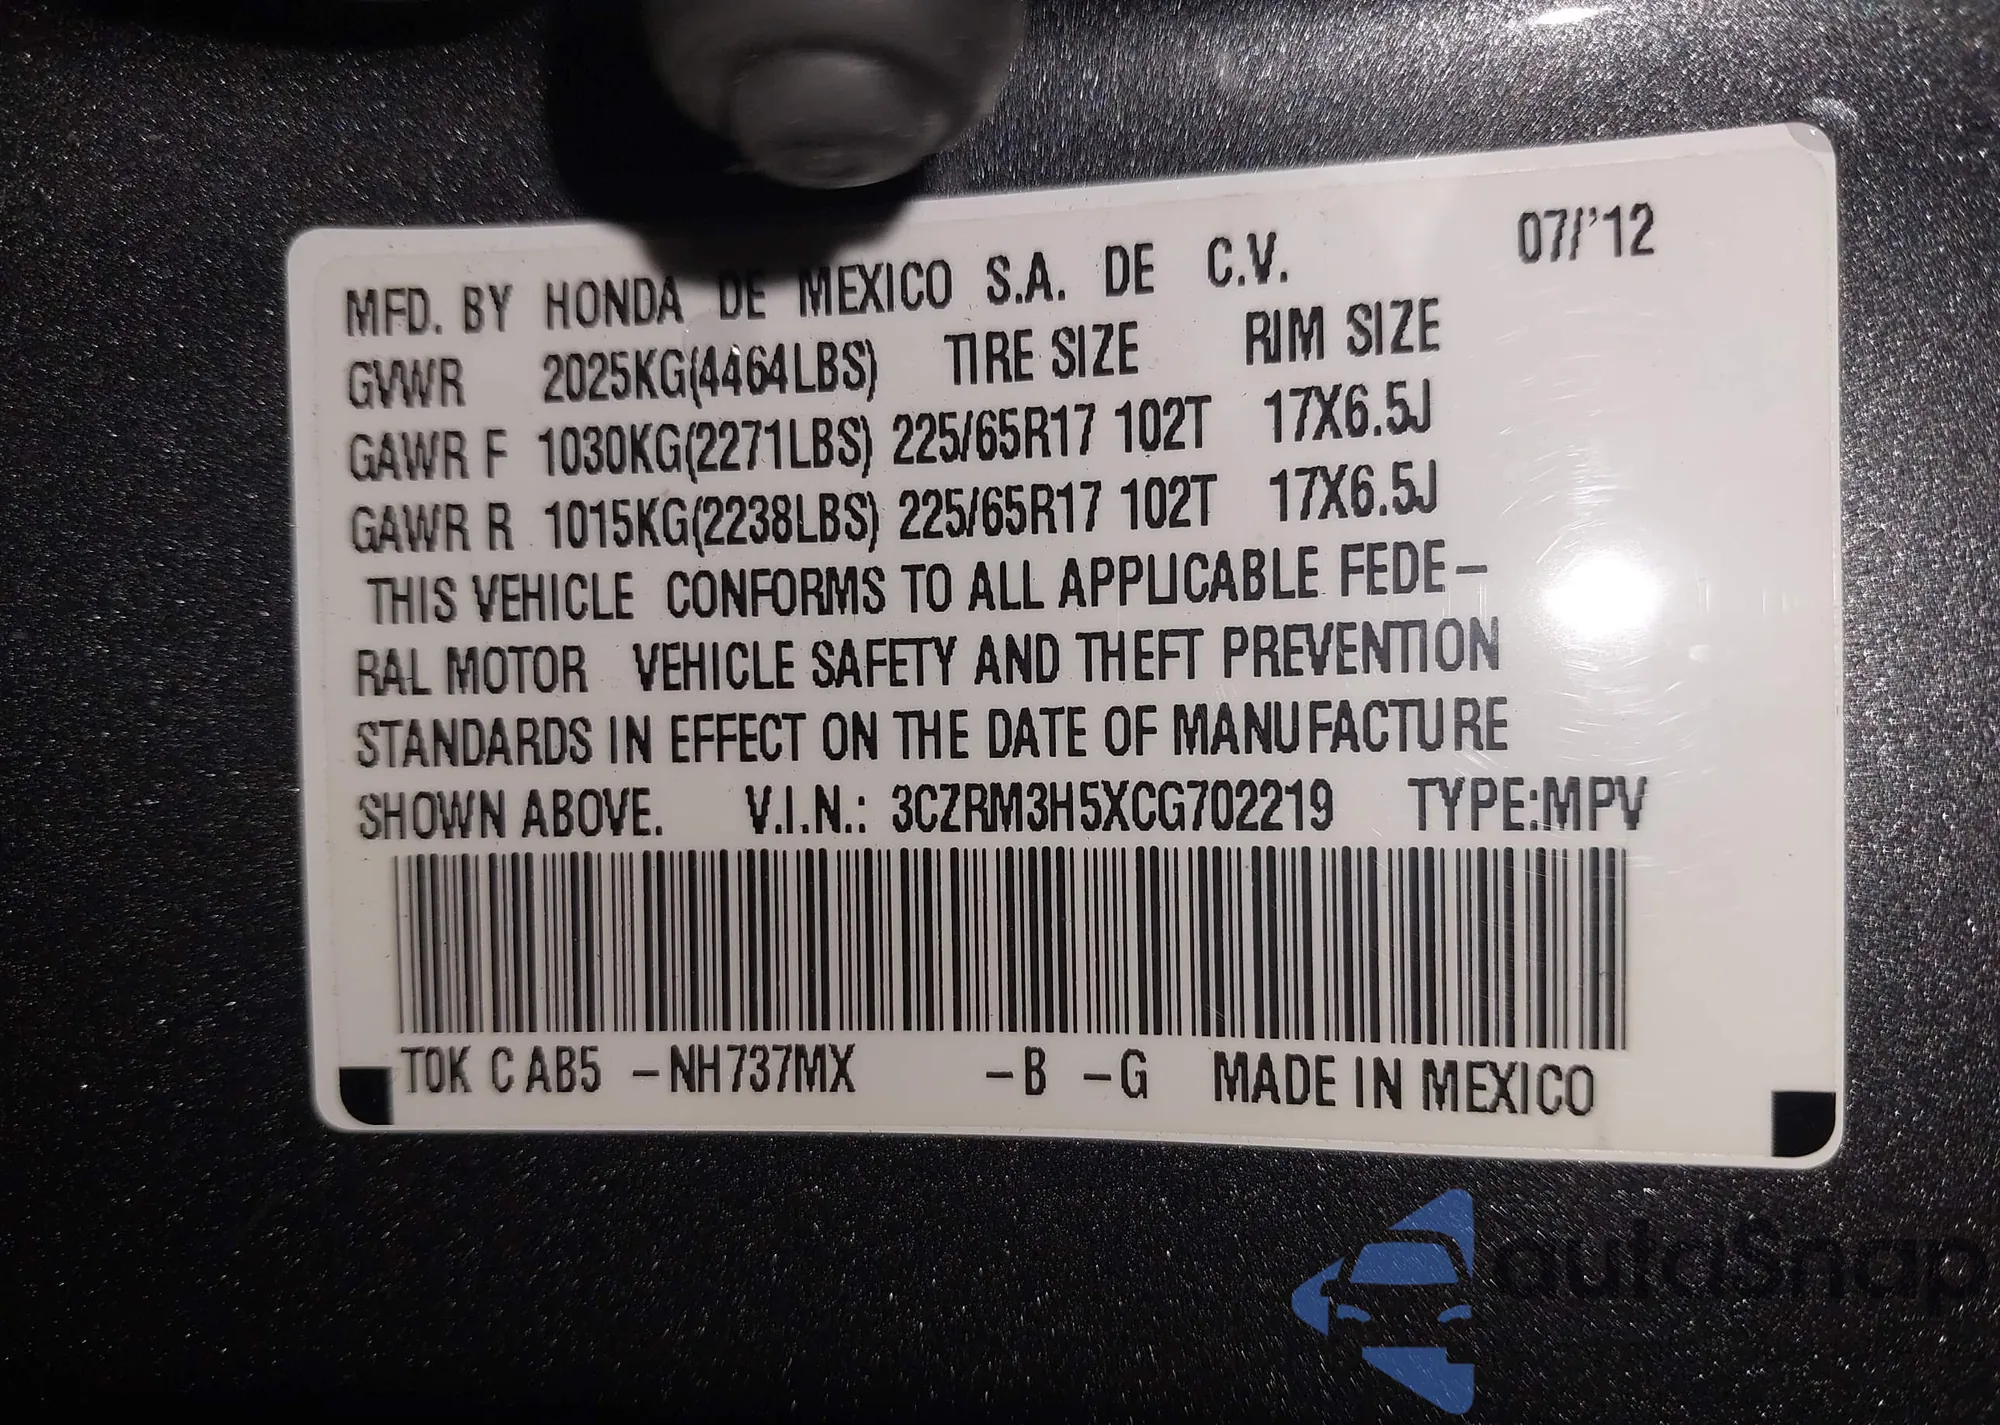 07/'12
MFD. BY HONDA DE MEXICO S.A. DE C.V.
GVWR 2025KG(4464LBS) TIRE SIZE RIM SIZE
GAWR F 1030KG(2271LBS) 225/65R17 102T 17X6.5J
GAWR R 1015KG(2238LBS) 225/65R17 102T 17X6.5J
THIS VEHICLE CONFORMS TO ALL APPLICABLE FEDE-
RAL MOTOR VEHICLE SAFETY AND THEFT PREVENTION
STANDARDS IN EFFECT ON THE DATE OF MANUFACTURE
SHOWN ABOVE. V.I.N.: 3CZRM3H5XCG702219 TYPE:MPV
T0K C AB5 -NH737MX -B -G MADE IN MEXICO
autaSnap